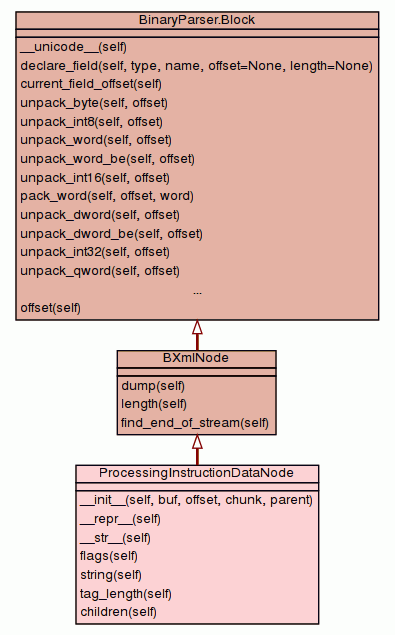 BinaryParser.Block
__unicode__(self)
declare_field(self, type, name, offset=None, length=None)
current_field_offset(self)
unpack_byte(self, offset)
unpack_int8(self, offset)
unpack_word(self, offset)
unpack_word_be(self, offset)
unpack_int16(self, offset)
pack_word(self, offset, word)
unpack_dword(self, offset)
unpack_dword_be(self, offset)
unpack_int32(self, offset)
unpack_qword(self, offset)
...
offset(self)
BXmlNode
dump(self)
length(self)
find_end_of_stream(self)
ProcessingInstructionDataNode
__init__(self, buf, offset, chunk, parent)
__repr__(self)
__str__(self)
flags(self)
string(self)
tag_length(self)
children(self)